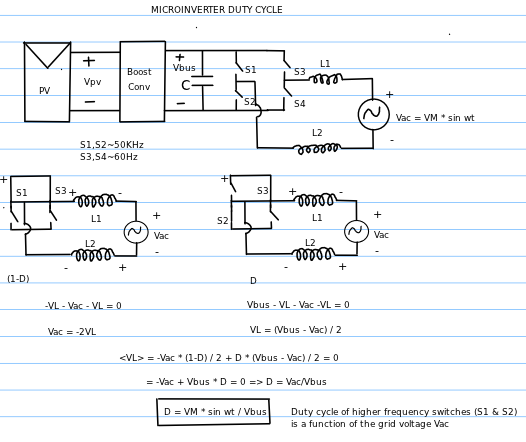 MICROINVERTER DUTY CYCLE
+ Vbus S1 S3 L1
PV + Vpv - Boost Conv C - S2 S4 +
Vac = VM * sin wt
-
L2
S1,S2~50KHz
S3,S4~60Hz
+ S1 S3 + - L1 + Vac - L2 - +
+ S3 + - S2 L1 + Vac - L2 - +
(1-D)
D
-VL - Vac - VL = 0
Vbus - VL - Vac -VL = 0
Vac = -2VL
VL = (Vbus - Vac) / 2
<VL> = -Vac * (1-D) / 2 + D * (Vbus - Vac) / 2 = 0
= -Vac + Vbus * D = 0 => D = Vac/Vbus
D = VM * sin wt / Vbus
Duty cycle of higher frequency switches (S1 & S2)
is a function of the grid voltage Vac